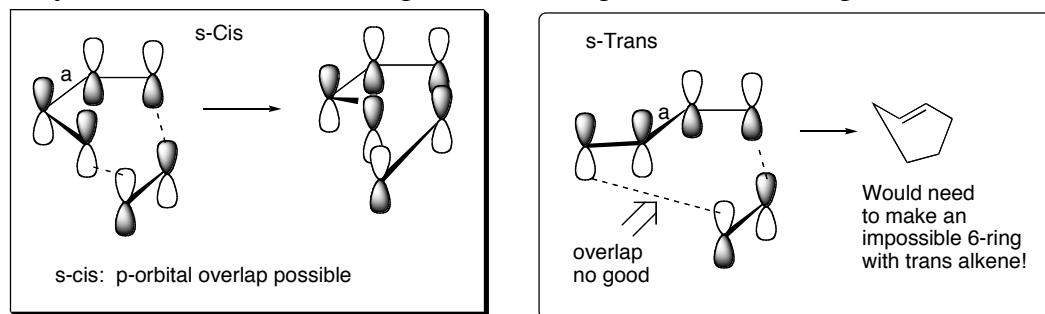 s-Cis
a
s-cis: p-orbital overlap possible
s-Trans
a
overlap
no good
Would need
to make an
impossible 6-ring
with trans alkene!